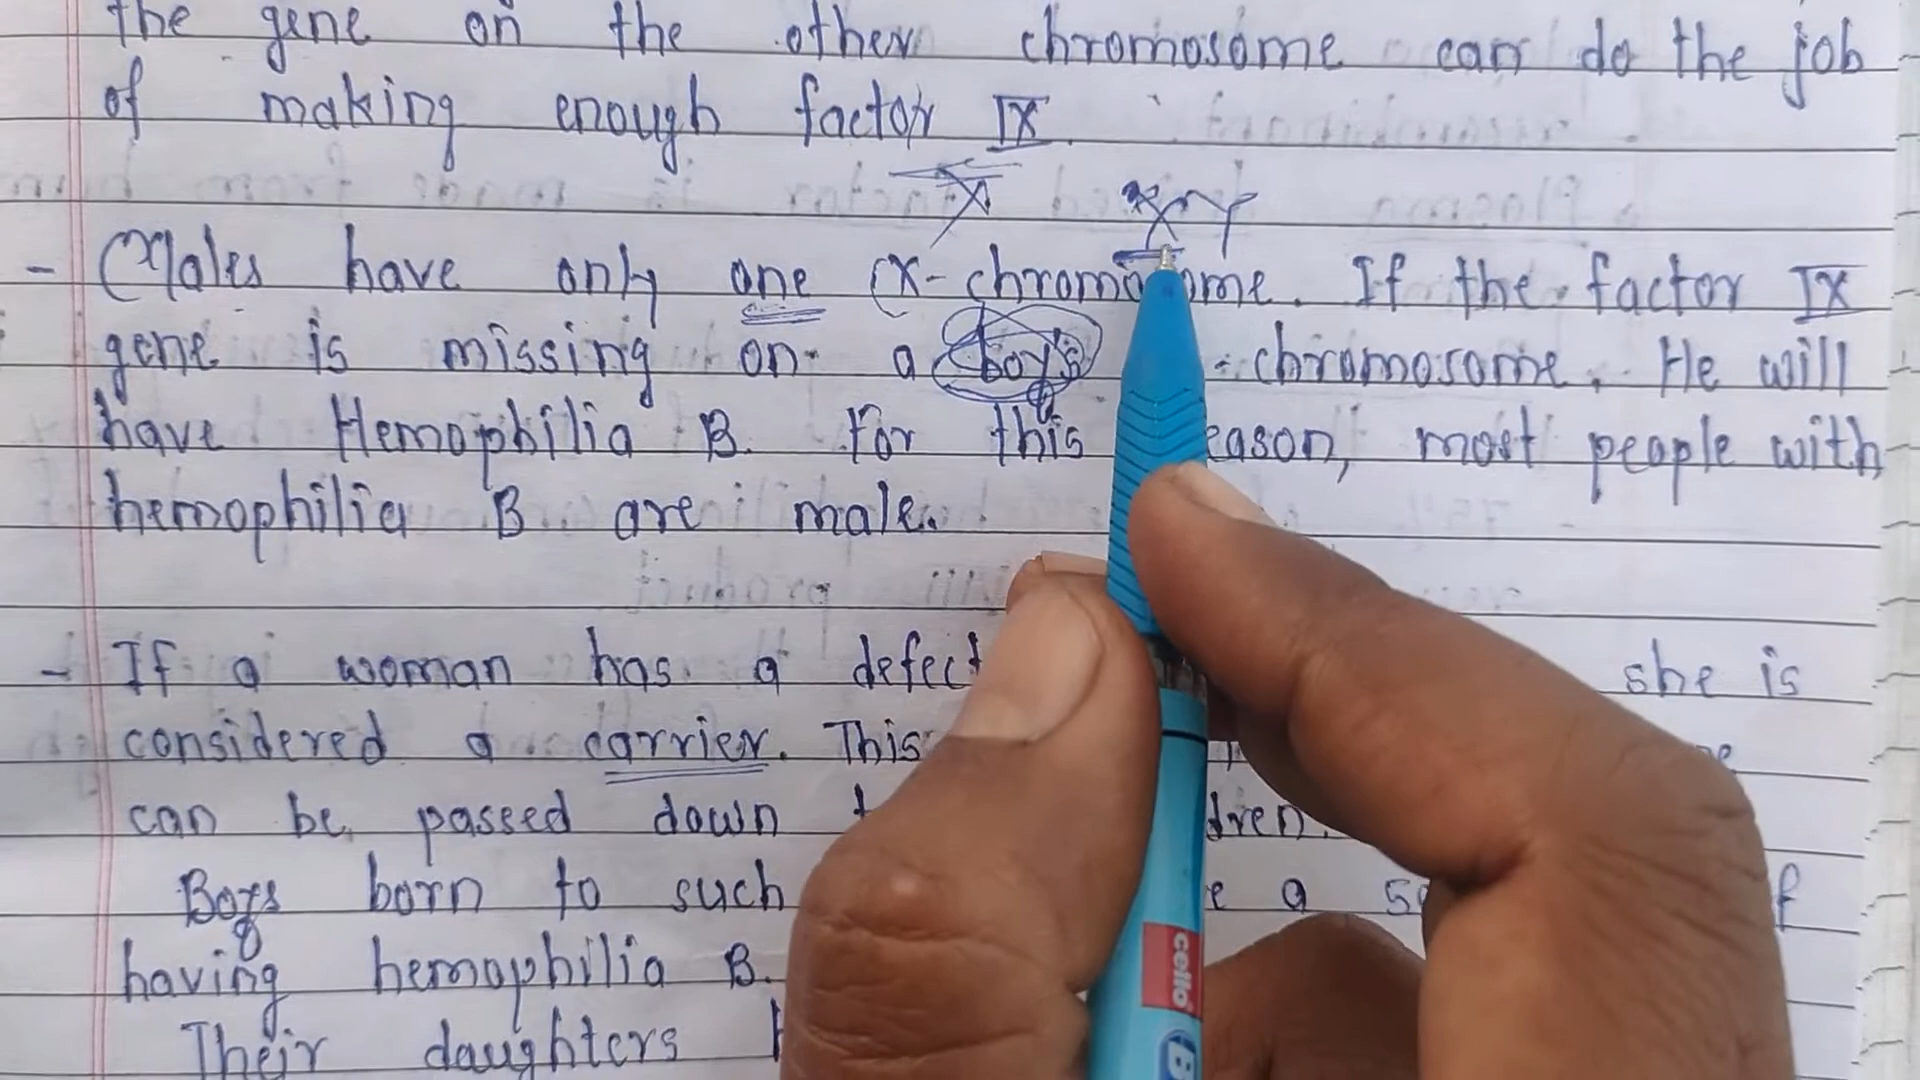 the gene on the other chromosome can do the job
of making enough factor IX.
X XY
- Males have only one X-chromosome. If the factor IX
gene is missing on a boy's -chromosome. He will
have Hemophilia B. For this eason, most people with
hemophilia B are male.
- If a woman has a defect she is
considered a carrier. This
can be passed down dren.
Boys born to such e a
having hemophilia B.
Their daughters
cello